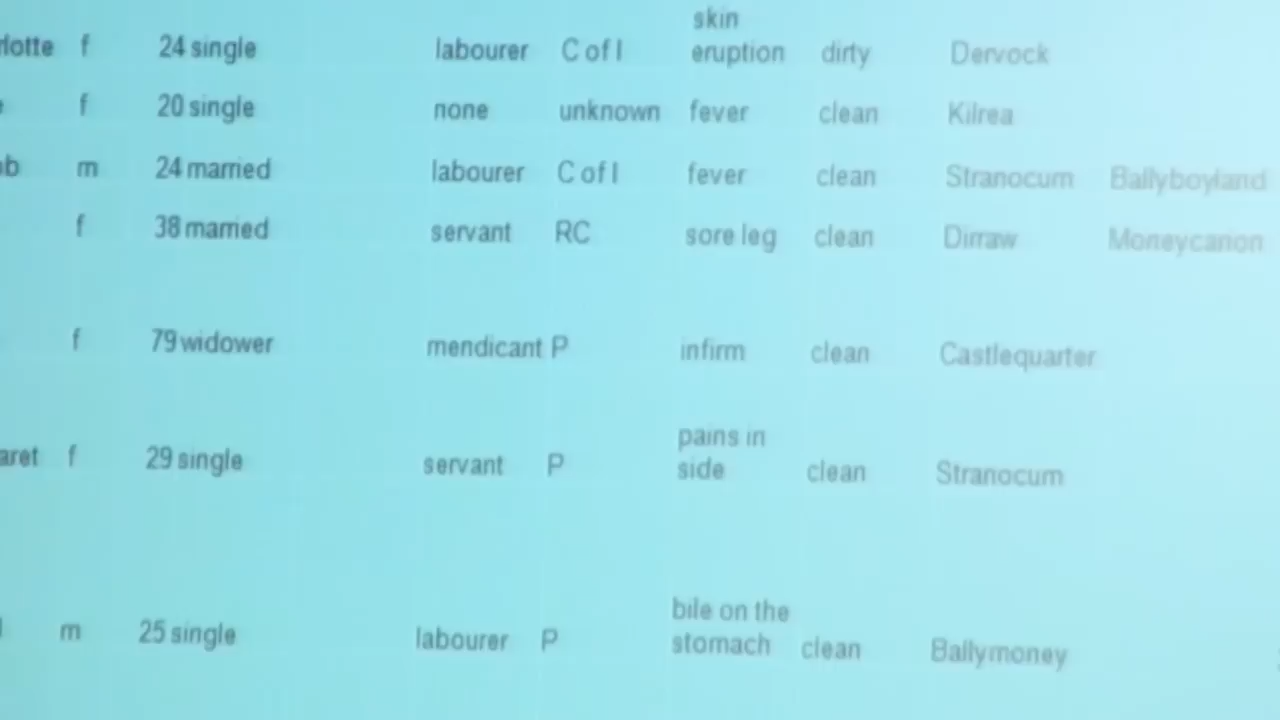 skin
rlotte f 24 single labourer C of I eruption dirty Dervock
f 20 single none unknown fever clean Kilrea
m 24 married labourer C of I fever clean Stranocum Ballyboyland
f 38 married servant RC sore leg clean Dirraw Moneycanon
f 79 widower mendicant P infirm clean Castlequarter
pains in
aret f 29 single servant P side clean Stranocum
bile on the
m 25 single labourer P stomach clean Ballymoney